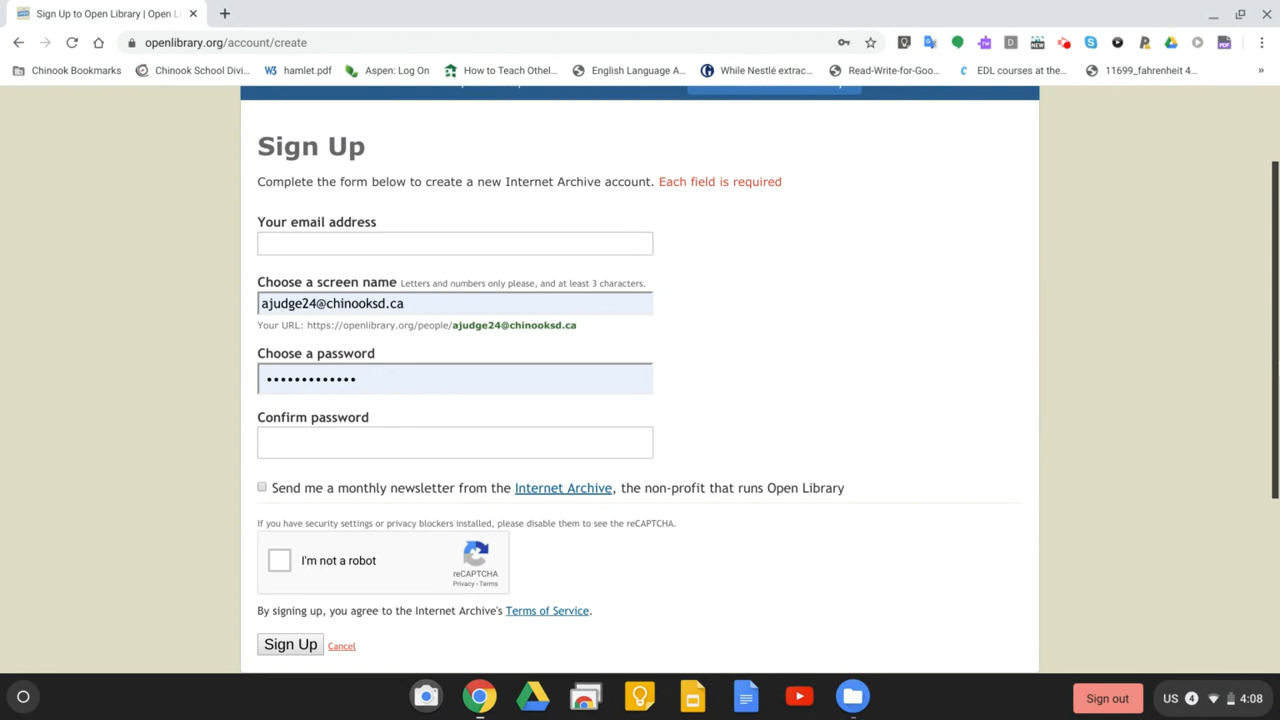 Sign Up to Open Library | Open L
openlibrary.org/account/create
Chinook Bookmarks
Chinook School Divi...
W3 hamlet.pdf
Aspen: Log On
How to Teach Othel...
English Language A...
While Nestlé extrac...
Read-Write-for-Goo...
EDL courses at the...
11699_fahrenheit 4...
»
Sign Up
Complete the form below to create a new Internet Archive account. Each field is required
Your email address
Choose a screen name Letters and numbers only please, and at least 3 characters.
ajudge24@chinooksd.ca
Your URL: https://openlibrary.org/people/ajudge24@chinooksd.ca
Choose a password
•••••••••••••
Confirm password
Send me a monthly newsletter from the Internet Archive, the non-profit that runs Open Library
If you have security settings or privacy blockers installed, please disable them to see the reCAPTCHA.
I'm not a robot
reCAPTCHA
Privacy - Terms
By signing up, you agree to the Internet Archive's Terms of Service.
Sign Up Cancel
Sign out
US 4 4:08